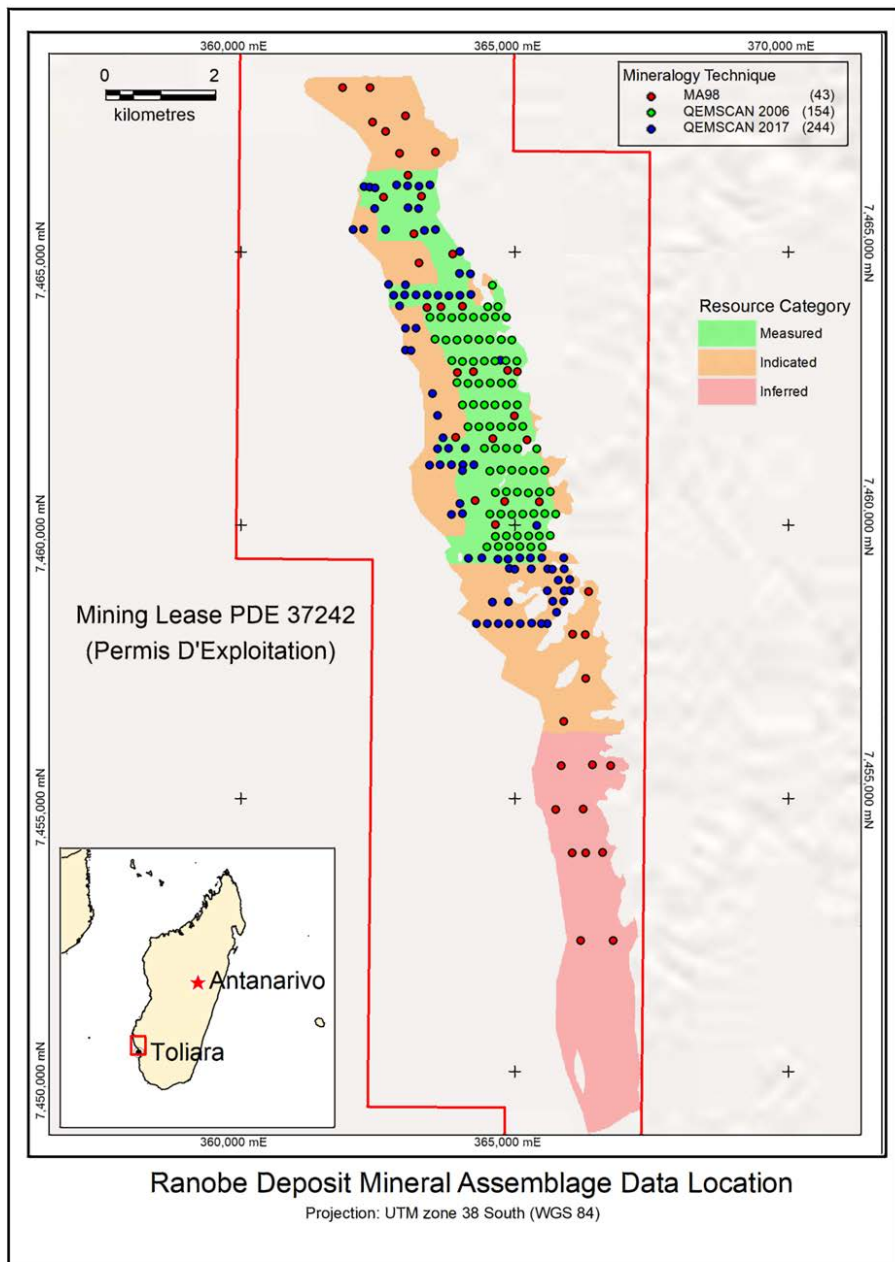 360,000 mE
365,000 mE
370,000 mE
0
2
kilometres
Mineralogy Technique
MA98 (43)
QEMSCAN 2006 (154)
QEMSCAN 2017 (244)
7,465,000 mN
7,465,000 mN
Resource Category
Measured
Indicated
Inferred
7,460,000 mN
7,460,000 mN
Mining Lease PDE 37242
(Permis D'Exploitation)
7,455,000 mN
7,455,000 mN
Antanarivo
Toliara
7,450,000 mN
7,450,000 mN
360,000 mE
365,000 mE
Ranobe Deposit Mineral Assemblage Data Location
Projection: UTM zone 38 South (WGS 84)